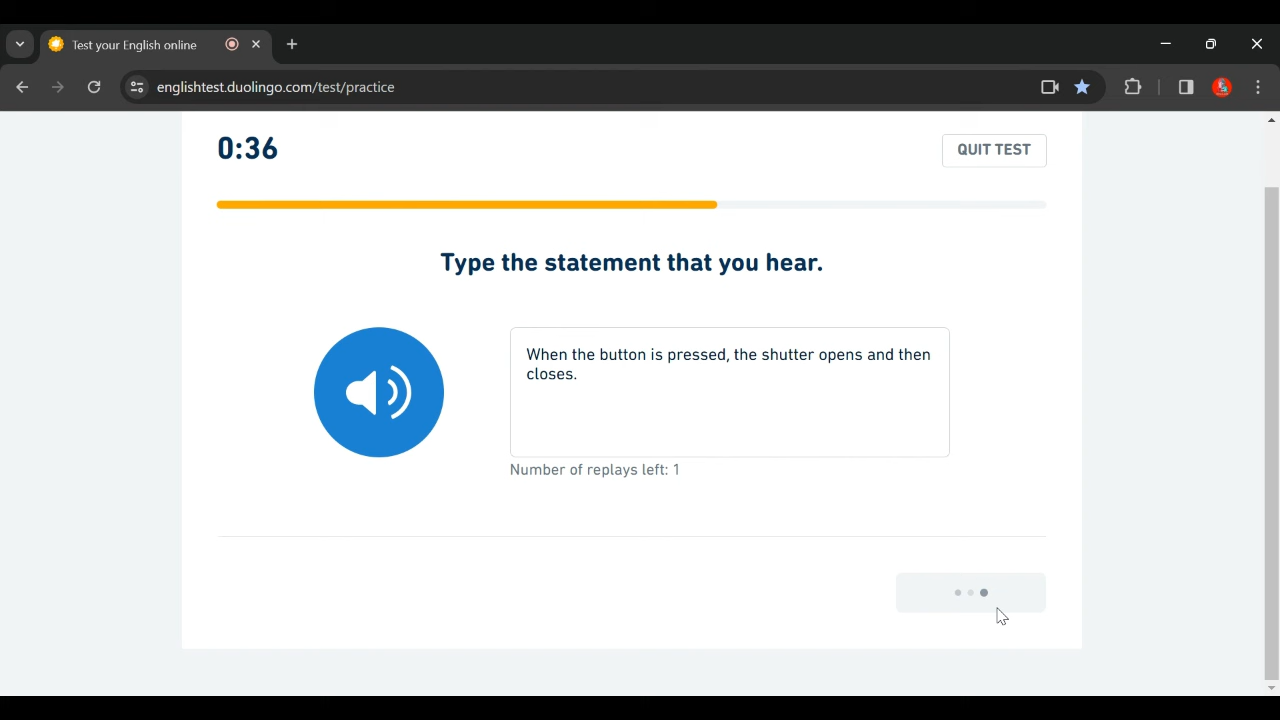 Test your English online
englishtest.duolingo.com/test/practice
0:36
QUIT TEST
Type the statement that you hear.
When the button is pressed, the shutter opens and then
closes.
Number of replays left: 1